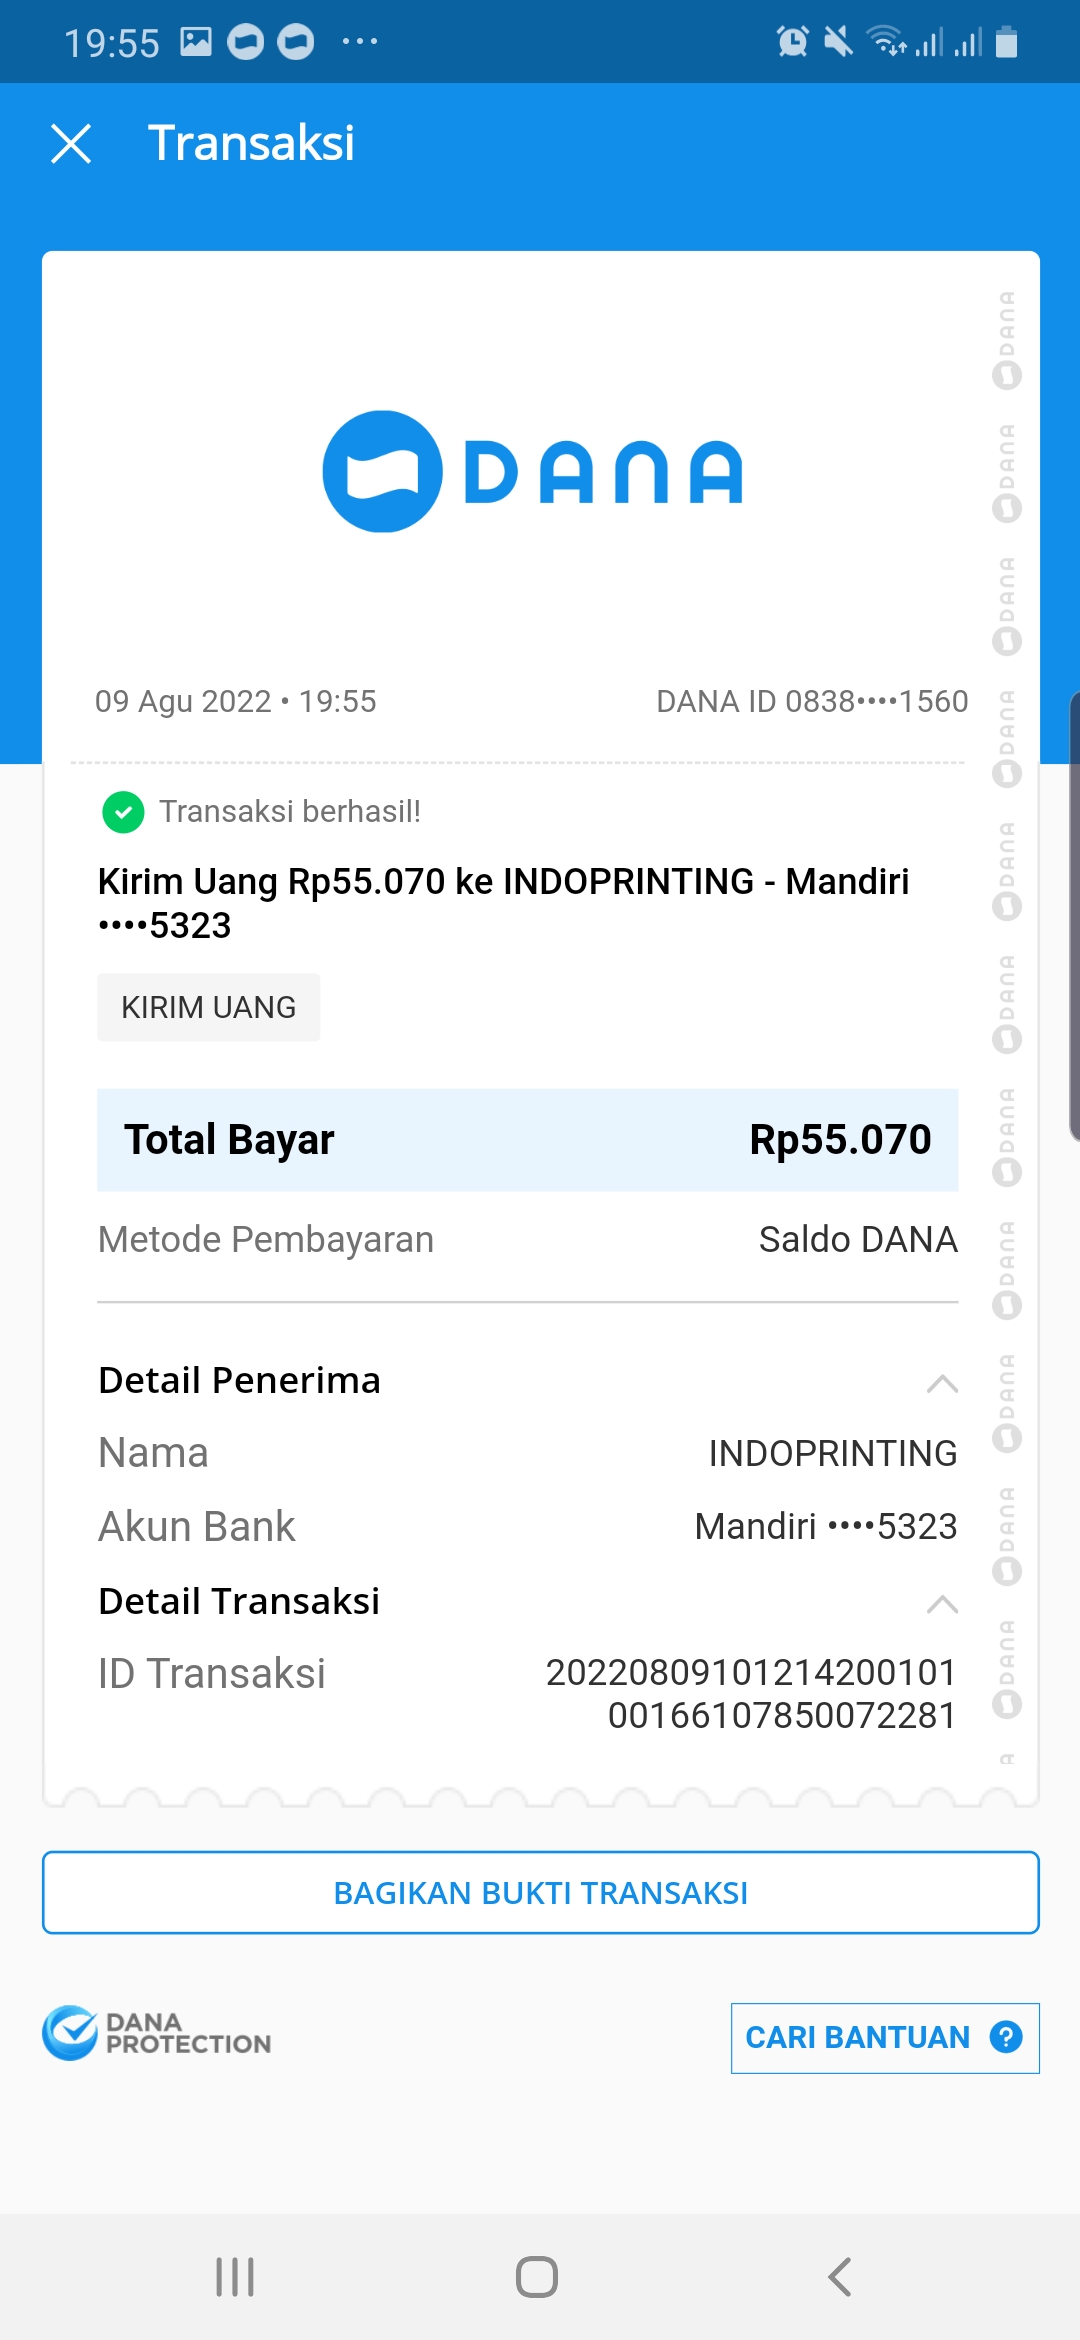 19:55
Transaksi
DANA
09 Agu 2022 • 19:55
DANA ID 0838••••1560
Transaksi berhasil!
Kirim Uang Rp55.070 ke INDOPRINTING - Mandiri
••••5323
KIRIM UANG
Total Bayar Rp55.070
Metode Pembayaran Saldo DANA
Detail Penerima
Nama INDOPRINTING
Akun Bank Mandiri ••••5323
Detail Transaksi
ID Transaksi 20220809101214200101
00166107850072281
DANA
DANA
DANA
DANA
DANA
DANA
DANA
DANA
DANA
DANA
DANA
A
BAGIKAN BUKTI TRANSAKSI
DANA
PROTECTION
CARI BANTUAN ?